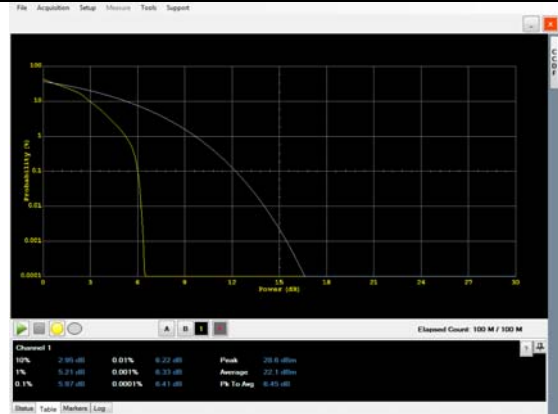 File Acquisition Setup Measure Tools Support
CCDF
100
10
1
0.1
0.01
0.001
0.0001
Probability (%)
0 3 6 9 12 15 18 21 24 27 30
Power (dB)
A B 1
Elapsed Count: 100 M / 100 M
Channel 1
10% 2.95 dB 0.01% 6.22 dB Peak 28.6 dBm
1% 5.21 dB 0.001% 6.33 dB Average 22.1 dBm
0.1% 5.97 dB 0.0001% 6.41 dB Pk To Avg 6.45 dB
Status Table Markers Log